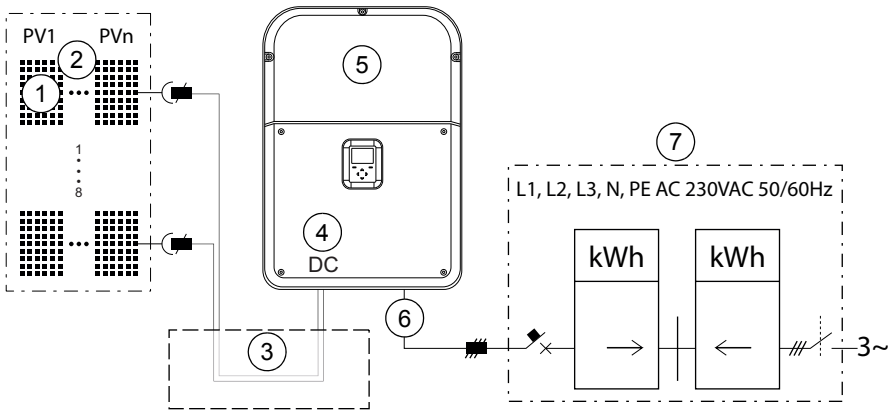 PV1 PVn
2
1
1
8
5
4
DC
3
6
7
L1, L2, L3, N, PE AC 230VAC 50/60Hz
kWh kWh
3~